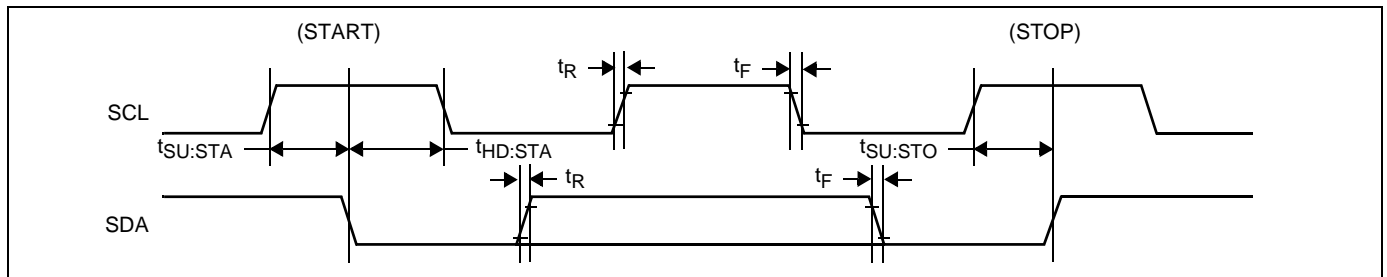 (START)
(STOP)
tR
tF
SCL
tSU:STA
tHD:STA
tSU:STO
tR
tF
SDA